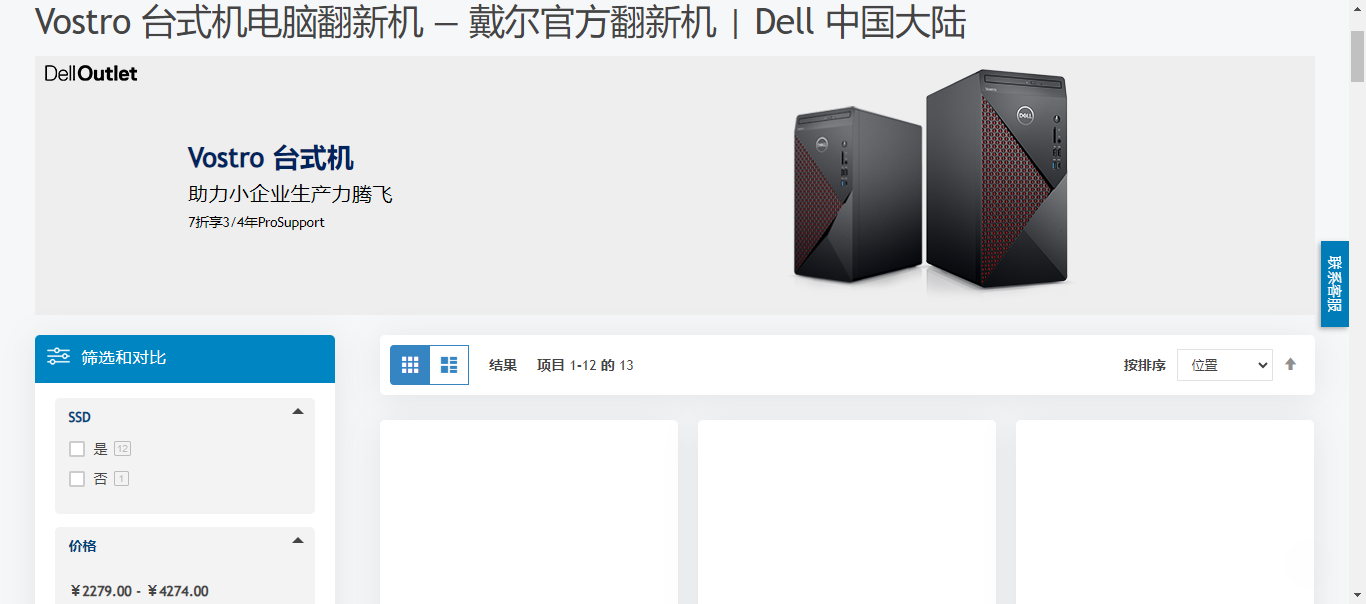 Vostro 台式机电脑翻新机 – 戴尔官方翻新机 | Dell 中国大陆
DellOutlet
Vostro 台式机
助力小企业生产力腾飞
7折享3/4年ProSupport
联系客服
筛选和对比
结果 项目 1-12 的 13
按排序 位置
SSD
是 12
否 1
价格
¥2279.00 - ¥4274.00